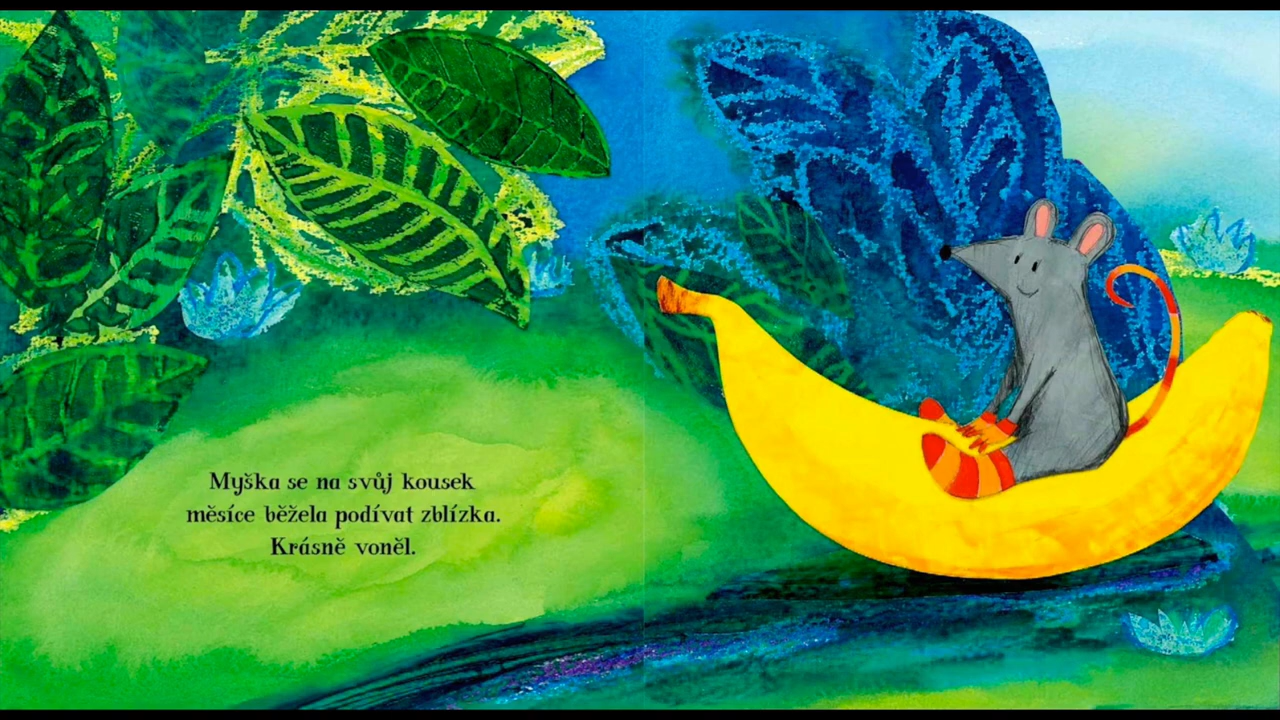 Myška se na svůj kousek
měsíce běžela podívat zblízka.
Krásně voněl.